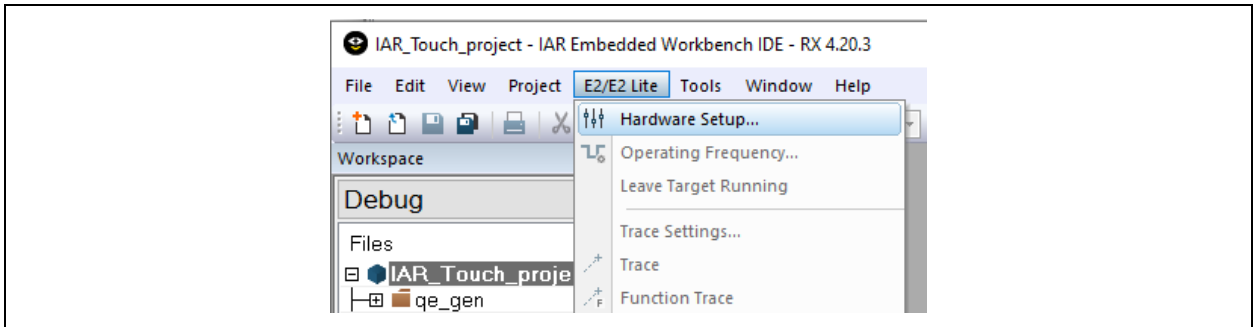 IAR_Touch_project - IAR Embedded Workbench IDE - RX 4.20.3
File Edit View Project E2/E2 Lite Tools Window Help
Hardware Setup...
Workspace
Operating Frequency...
Debug
Leave Target Running
Files
Trace Settings...
IAR_Touch_proje
Trace
qe_gen
Function Trace